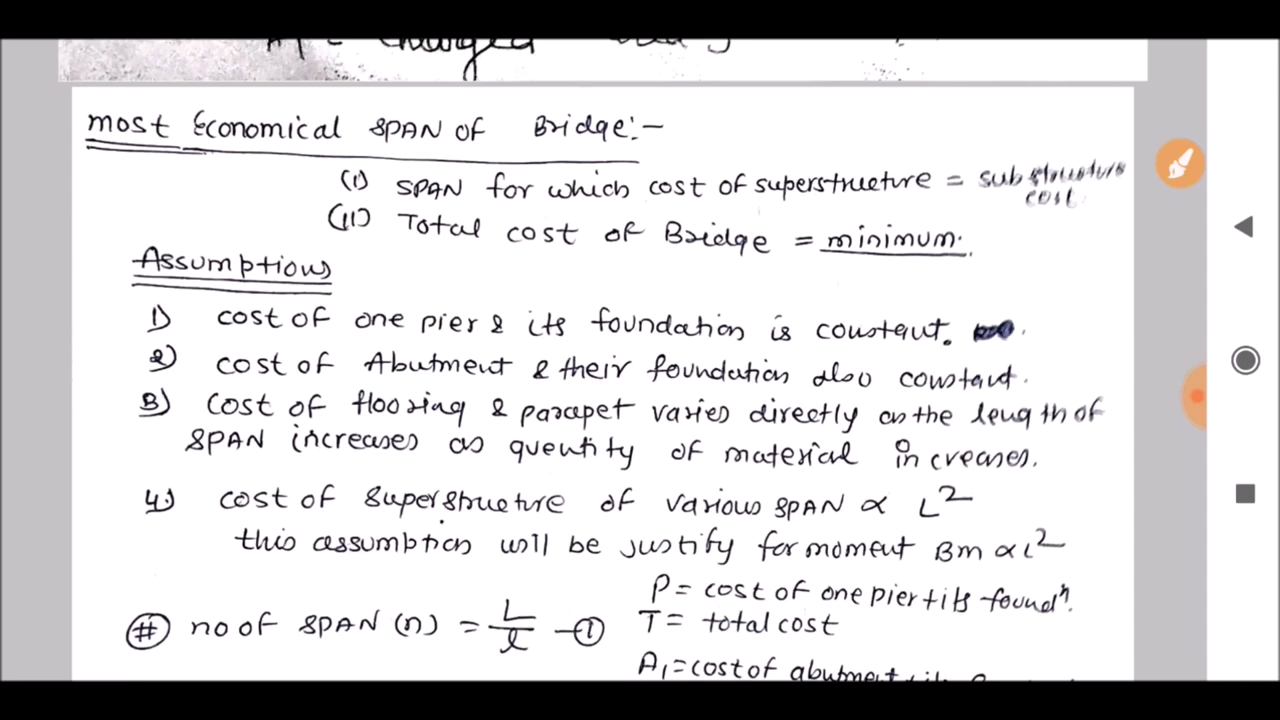 most Economical SPAN OF Bridge:-
(I) SPAN for which cost of superstructure = substructure cost
(II) Total cost of Bridge = minimum.
Assumptions
1) cost of one pier & its foundation is constant.
2) cost of Abutment & their foundation also constant.
3) cost of flooring & parapet varies directly as the length of
SPAN increases as quentity of material increases.
4) cost of superstructure of various SPAN ∝ L²
this assumption will be justify for moment Bm ∝ L²
P = cost of one pier + its foundⁿ.
# no of SPAN (n) = L/l —①
T = total cost
A₁ = cost of abutment